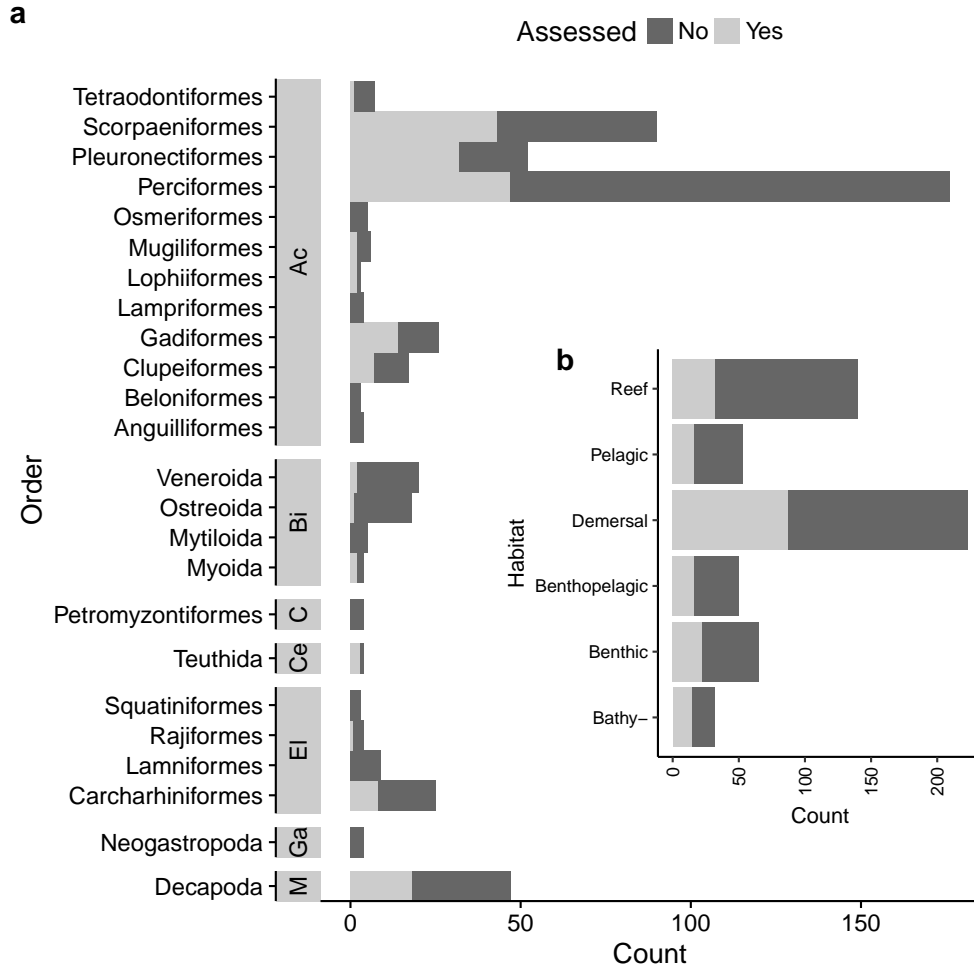 a
Assessed No Yes
Order
Tetraodontiformes
Scorpaeniformes
Pleuronectiformes
Perciformes
Osmeriformes
Mugiliformes
Lophiiformes
Lampriformes
Gadiformes
Clupeiformes
Beloniformes
Anguilliformes
Ac
Veneroida
Ostreoida
Mytiloida
Myoida
Bi
Petromyzontiformes
C
Teuthida
Ce
Squatiniformes
Rajiformes
Lamniformes
Carcharhiniformes
El
Neogastropoda
Ga
Decapoda
M
0 50 100 150
Count
b
Habitat
Reef
Pelagic
Demersal
Benthopelagic
Benthic
Bathy−
0 50 100 150 200
Count